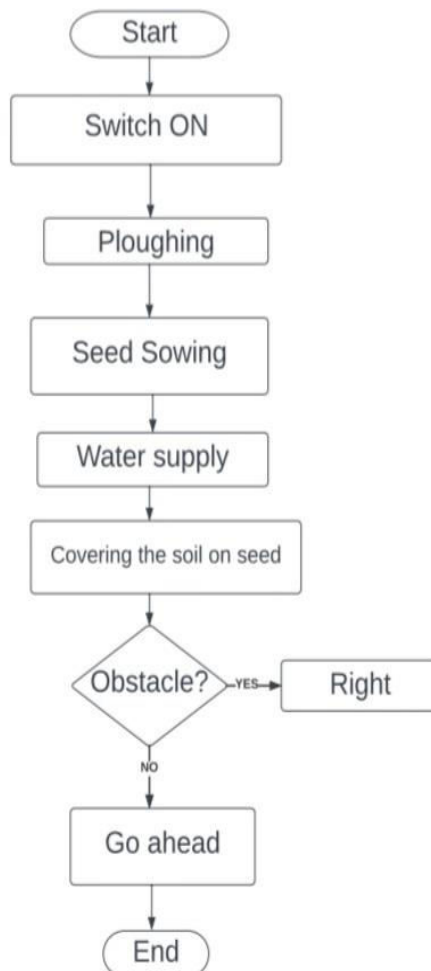 Start
Switch ON
Ploughing
Seed Sowing
Water supply
Covering the soil on seed
Obstacle?
YES
Right
NO
Go ahead
End